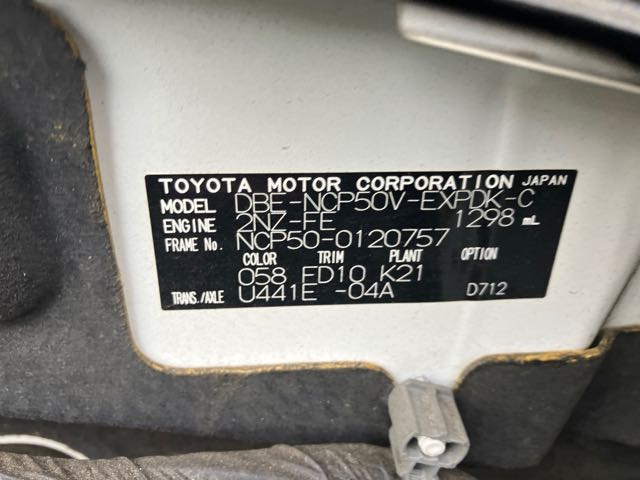 TOYOTA MOTOR CORPORATION JAPAN
MODEL DBE-NCP50V-EXPDK-C
ENGINE 2NZ-FE 1298 mL
FRAME No. NCP50-0120757
COLOR TRIM PLANT OPTION
058 FD10 K21
TRANS./AXLE U441E -04A D712